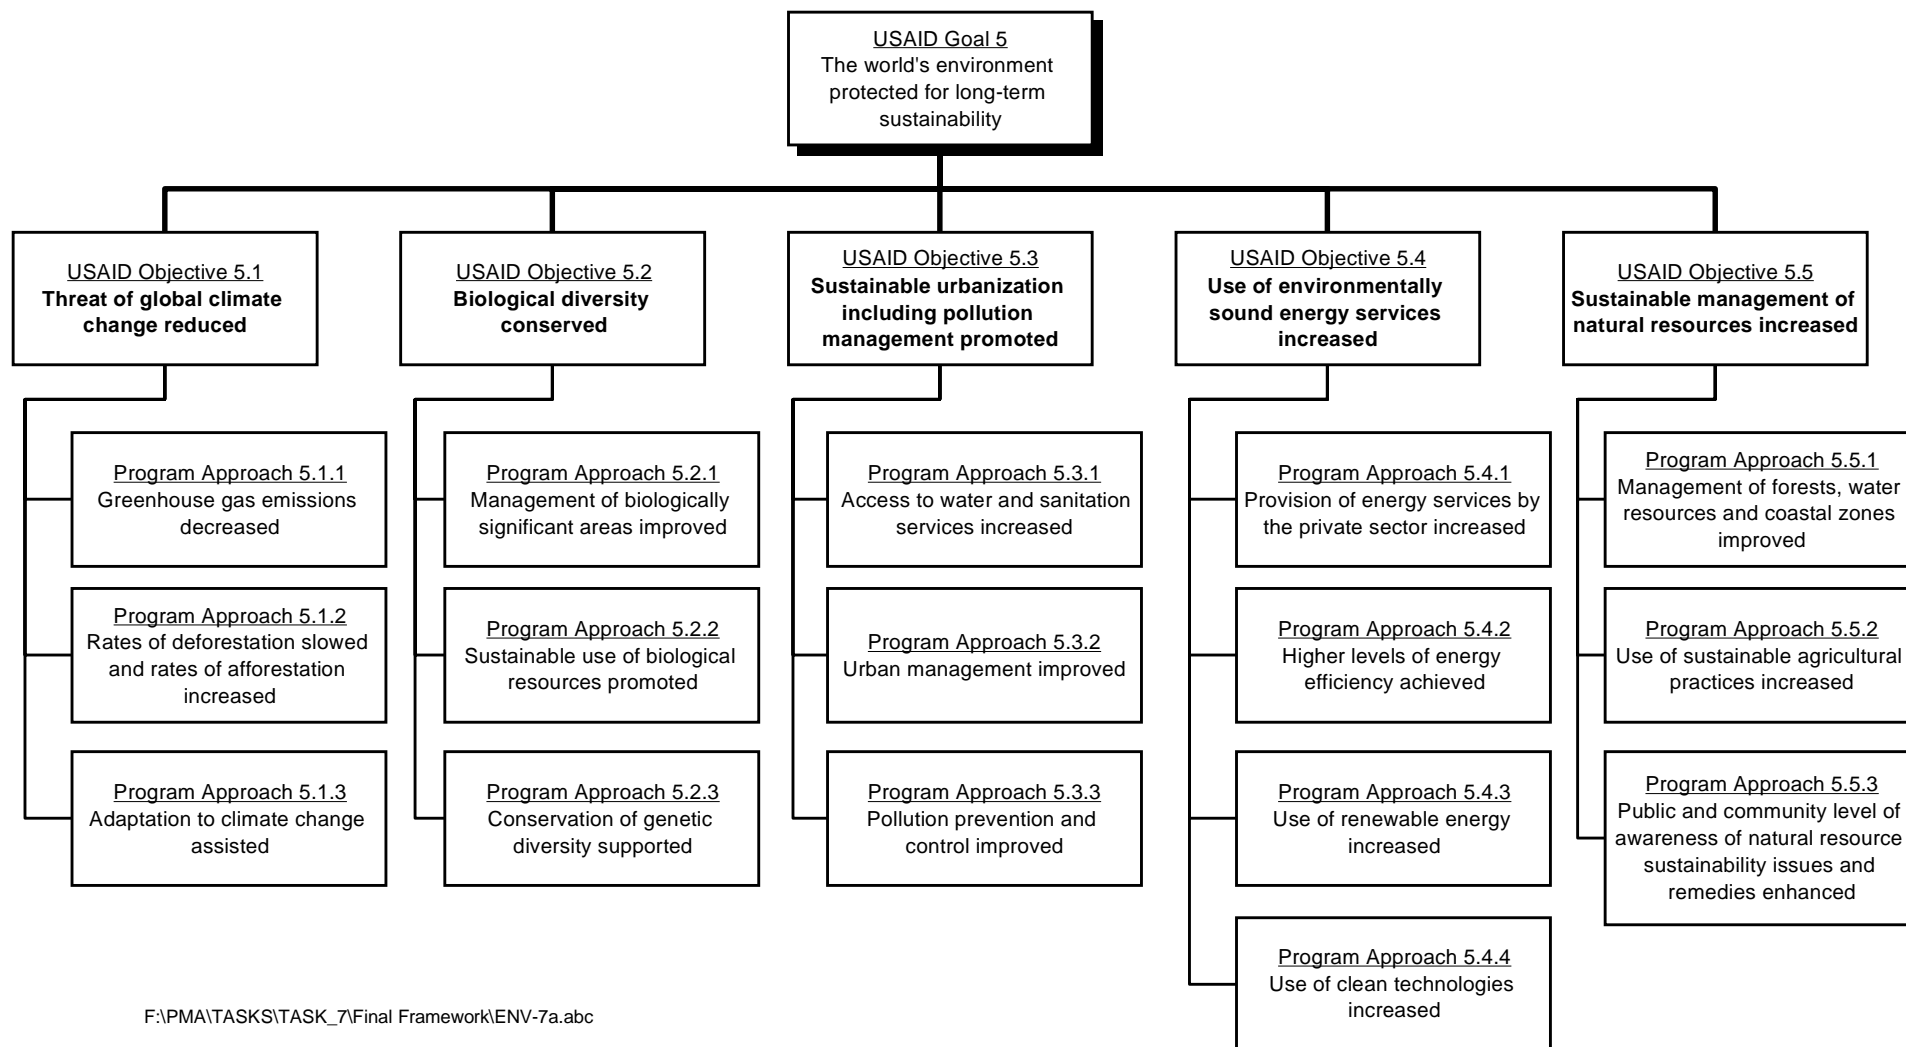 USAID Goal 5
The world's environment
protected for long-term
sustainability
USAID Objective 5.1
Threat of global climate
change reduced
USAID Objective 5.2
Biological diversity
conserved
USAID Objective 5.3
Sustainable urbanization
including pollution
management promoted
USAID Objective 5.4
Use of environmentally
sound energy services
increased
USAID Objective 5.5
Sustainable management of
natural resources increased
Program Approach 5.1.1
Greenhouse gas emissions
decreased
Program Approach 5.2.1
Management of biologically
significant areas improved
Program Approach 5.3.1
Access to water and sanitation
services increased
Program Approach 5.4.1
Provision of energy services by
the private sector increased
Program Approach 5.5.1
Management of forests, water
resources and coastal zones
improved
Program Approach 5.1.2
Rates of deforestation slowed
and rates of afforestation
increased
Program Approach 5.2.2
Sustainable use of biological
resources promoted
Program Approach 5.3.2
Urban management improved
Program Approach 5.4.2
Higher levels of energy
efficiency achieved
Program Approach 5.5.2
Use of sustainable agricultural
practices increased
Program Approach 5.1.3
Adaptation to climate change
assisted
Program Approach 5.2.3
Conservation of genetic
diversity supported
Program Approach 5.3.3
Pollution prevention and
control improved
Program Approach 5.4.3
Use of renewable energy
increased
Program Approach 5.5.3
Public and community level of
awareness of natural resource
sustainability issues and
remedies enhanced
Program Approach 5.4.4
Use of clean technologies
increased
F:\PMA\TASKS\TASK_7\Final Framework\ENV-7a.abc